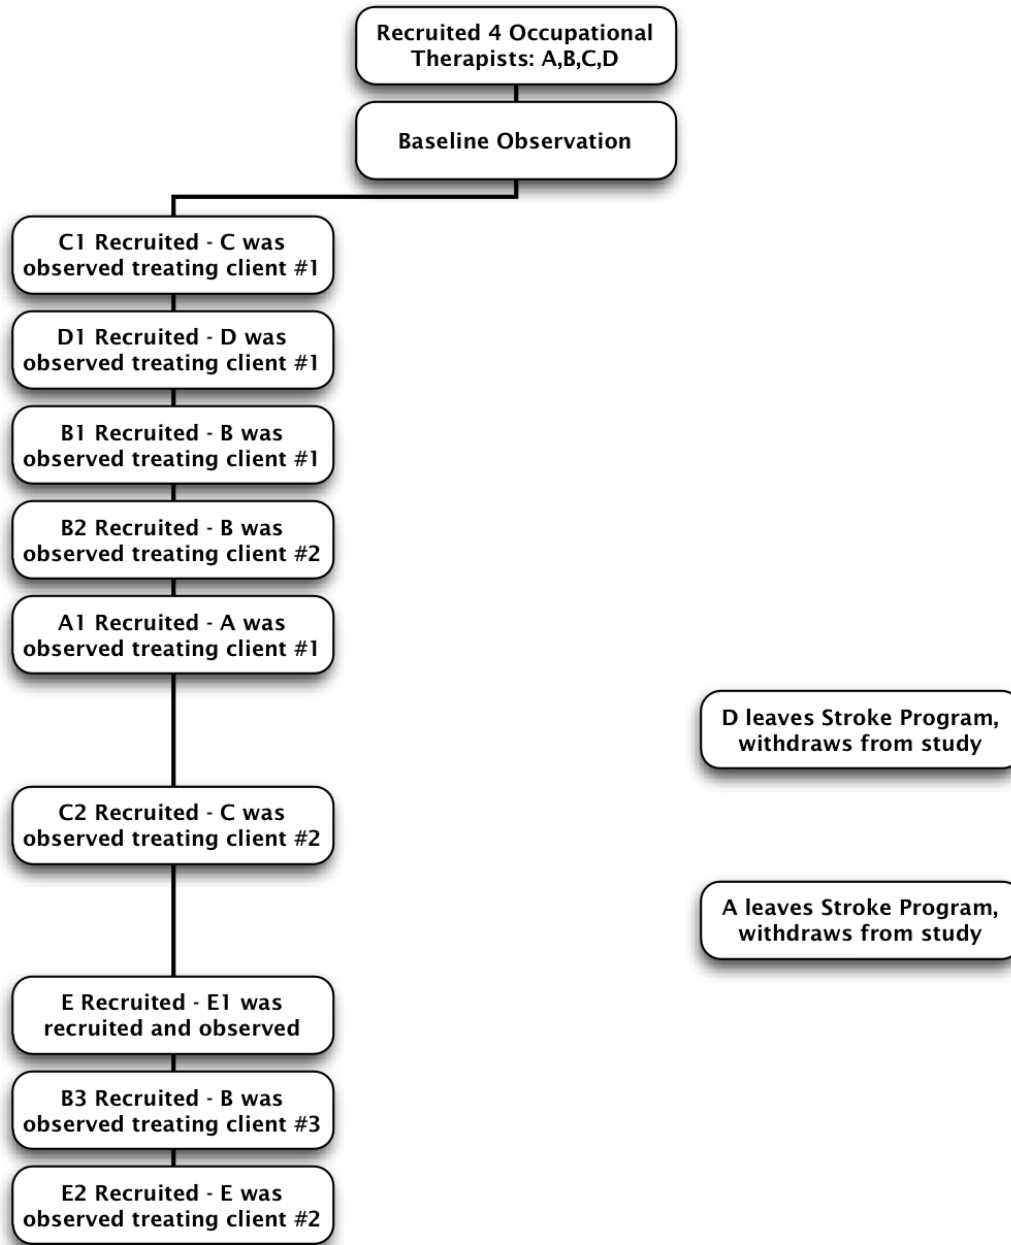 Recruited 4 Occupational
Therapists: A,B,C,D
Baseline Observation
C1 Recruited - C was
observed treating client #1
D1 Recruited - D was
observed treating client #1
B1 Recruited - B was
observed treating client #1
B2 Recruited - B was
observed treating client #2
A1 Recruited - A was
observed treating client #1
D leaves Stroke Program,
withdraws from study
C2 Recruited - C was
observed treating client #2
A leaves Stroke Program,
withdraws from study
E Recruited - E1 was
recruited and observed
B3 Recruited - B was
observed treating client #3
E2 Recruited - E was
observed treating client #2